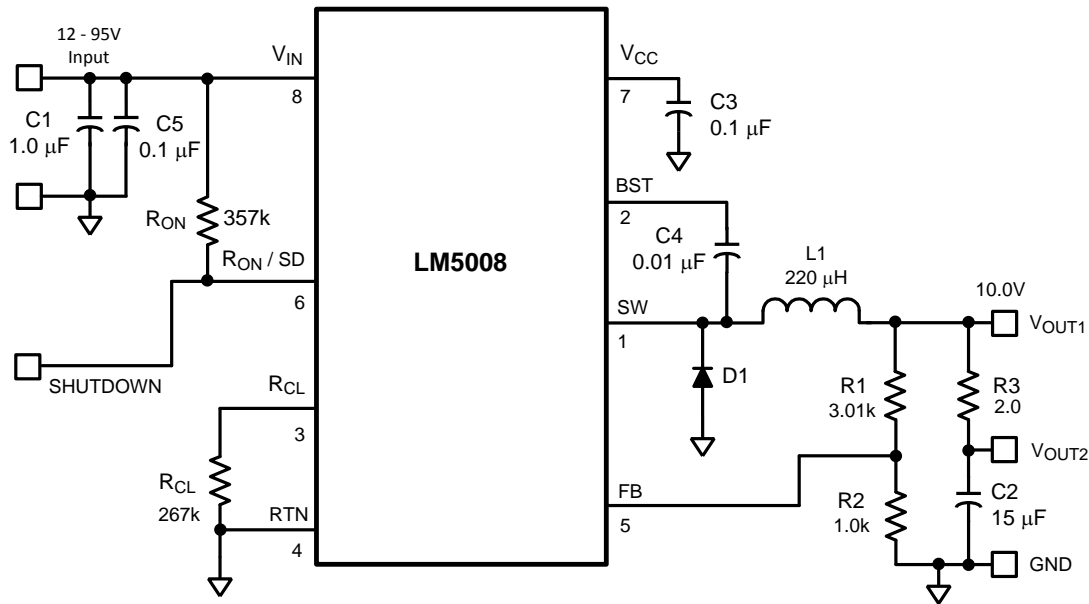 12 - 95V
Input
V_IN
8
C1
1.0 μF
C5
0.1 μF
R_ON
357k
R_ON / SD
6
SHUTDOWN
R_CL
3
R_CL
267k
RTN
4
LM5008
V_CC
7
C3
0.1 μF
BST
2
C4
0.01 μF
L1
220 μH
SW
1
D1
10.0V
V_OUT1
R1
3.01k
R3
2.0
V_OUT2
FB
5
R2
1.0k
C2
15 μF
GND